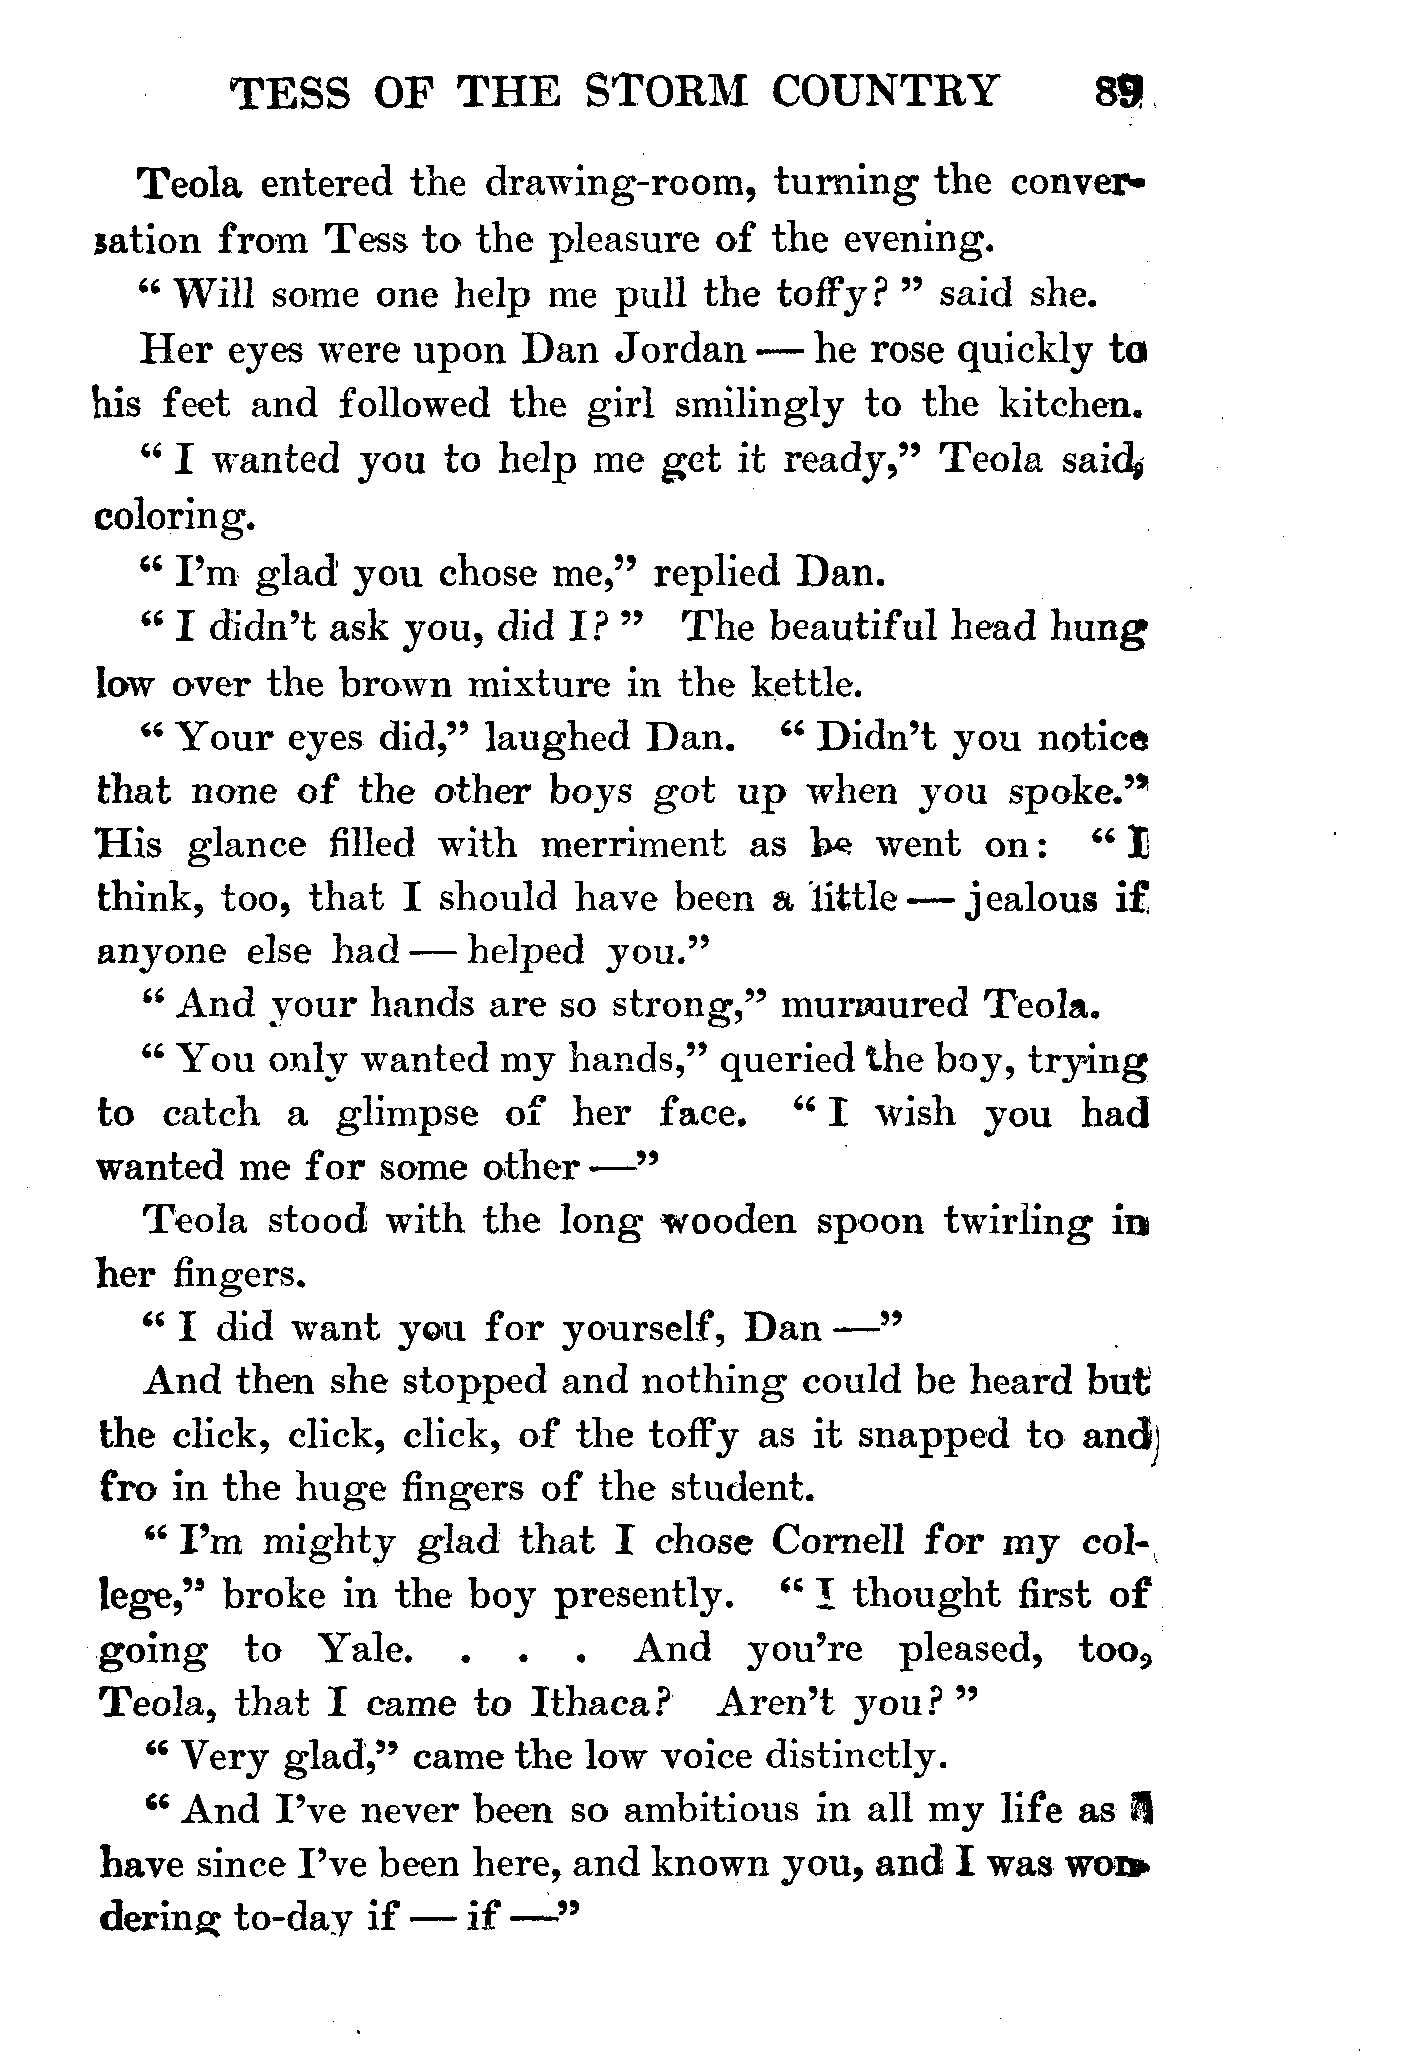 TESS OF THE STORM COUNTRY 89
Teola entered the drawing-room, turning the conver-
sation from Tess to the pleasure of the evening.
" Will some one help me pull the toffy? " said she.
Her eyes were upon Dan Jordan — he rose quickly to
his feet and followed the girl smilingly to the kitchen.
" I wanted you to help me get it ready," Teola said,
coloring.
" I'm glad you chose me," replied Dan.
" I didn't ask you, did I? " The beautiful head hung
low over the brown mixture in the kettle.
" Your eyes did," laughed Dan. " Didn't you notice
that none of the other boys got up when you spoke."
His glance filled with merriment as he went on: " I
think, too, that I should have been a little — jealous if
anyone else had — helped you."
" And your hands are so strong," murmured Teola.
" You only wanted my hands," queried the boy, trying
to catch a glimpse of her face. " I wish you had
wanted me for some other —"
Teola stood with the long wooden spoon twirling in
her fingers.
" I did want you for yourself, Dan —"
And then she stopped and nothing could be heard but
the click, click, click, of the toffy as it snapped to and
fro in the huge fingers of the student.
" I'm mighty glad that I chose Cornell for my col-
lege," broke in the boy presently. " I thought first of
going to Yale. . . . And you're pleased, too,
Teola, that I came to Ithaca? Aren't you? "
" Very glad," came the low voice distinctly.
" And I've never been so ambitious in all my life as I
have since I've been here, and known you, and I was won-
dering to-day if — if —"